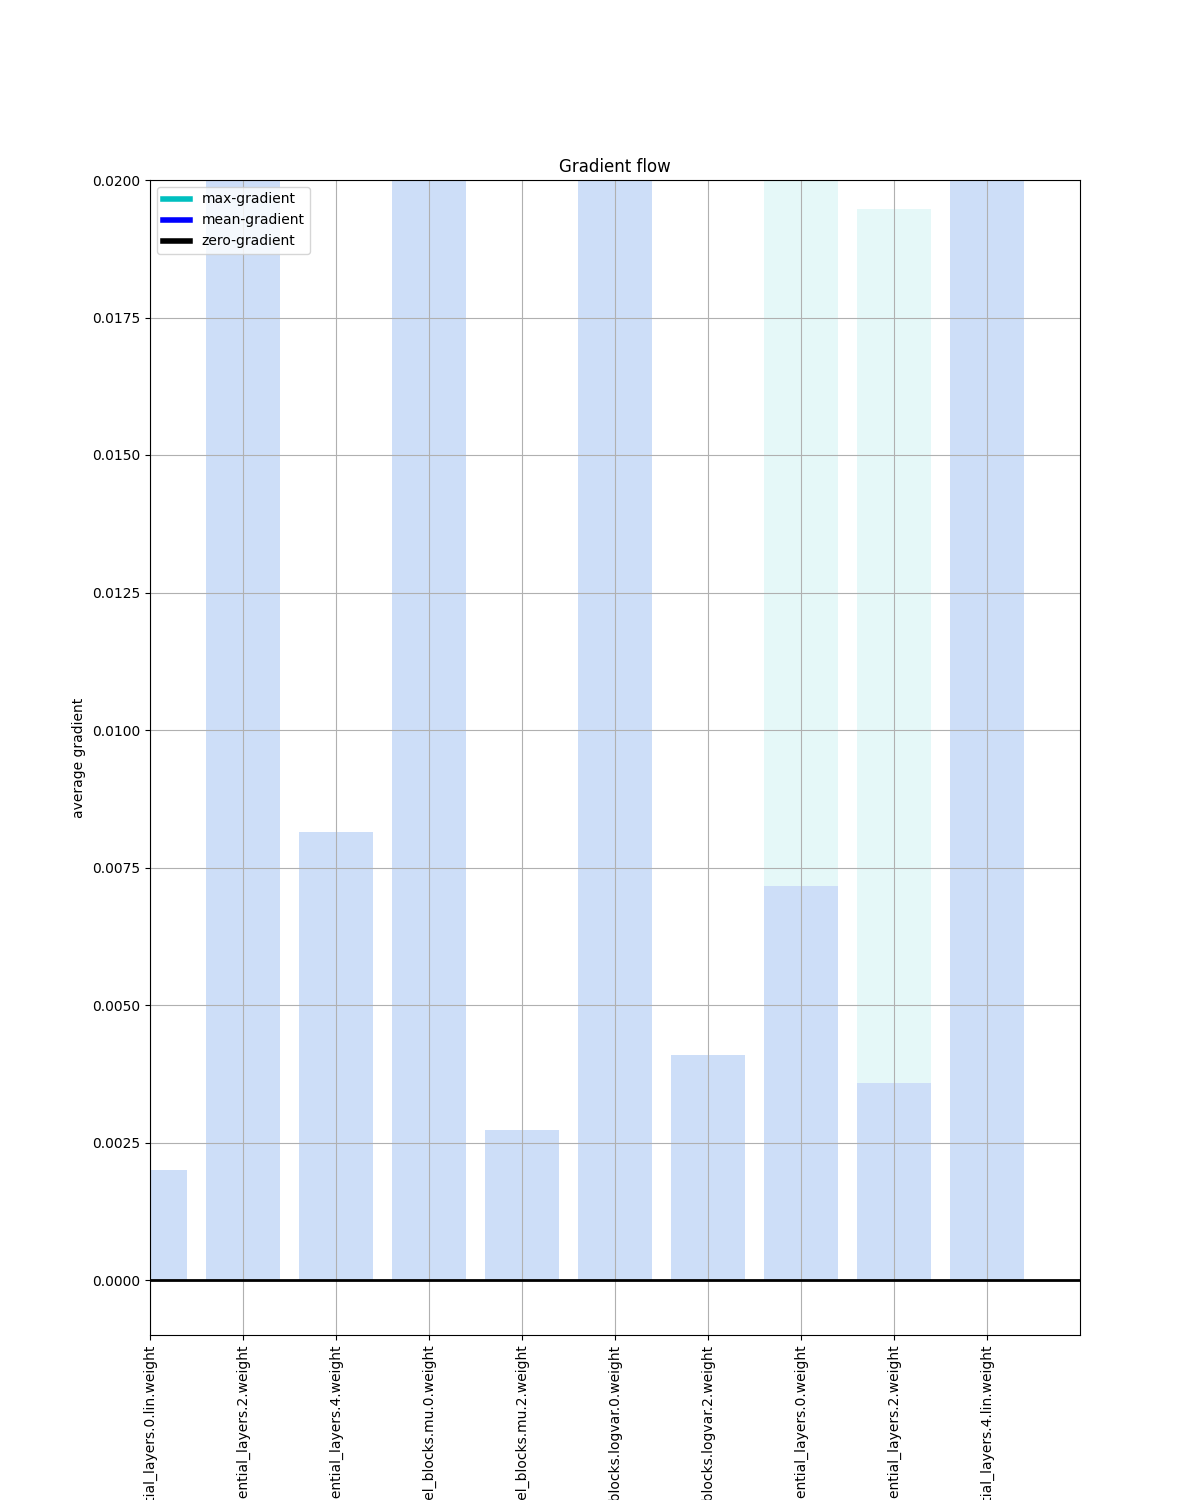 Gradient flow
max-gradient
mean-gradient
zero-gradient
0.0200
0.0175
0.0150
0.0125
0.0100
0.0075
0.0050
0.0025
0.0000
average gradient
tial_layers.0.lin.weight
ential_layers.2.weight
ential_layers.4.weight
el_blocks.mu.0.weight
el_blocks.mu.2.weight
blocks.logvar.0.weight
blocks.logvar.2.weight
ential_layers.0.weight
ential_layers.2.weight
tial_layers.4.lin.weight